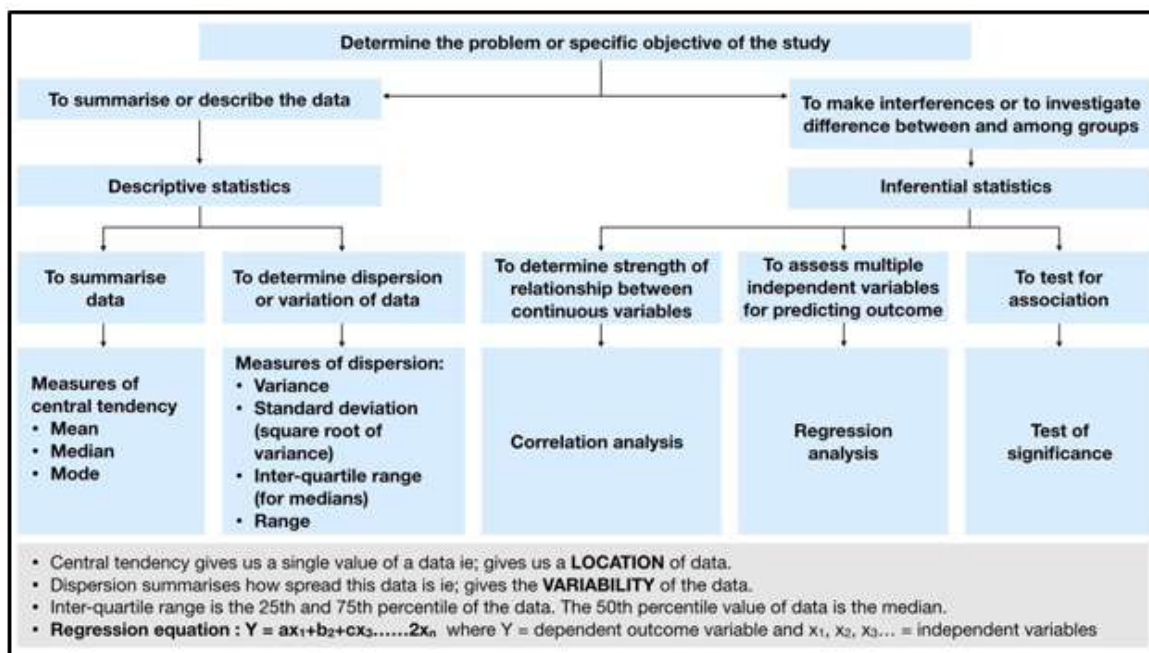 Determine the problem or specific objective of the study
To summarise or describe the data
To make interferences or to investigate
difference between and among groups
Descriptive statistics
Inferential statistics
To summarise
data
To determine dispersion
or variation of data
To determine strength of
relationship between
continuous variables
To assess multiple
independent variables
for predicting outcome
To test for
association
Measures of
central tendency
• Mean
• Median
• Mode
Measures of dispersion:
• Variance
• Standard deviation
(square root of
variance)
• Inter-quartile range
(for medians)
• Range
Correlation analysis
Regression
analysis
Test of
significance
• Central tendency gives us a single value of a data ie; gives us a LOCATION of data.
• Dispersion summarises how spread this data is ie; gives the VARIABILITY of the data.
• Inter-quartile range is the 25th and 75th percentile of the data. The 50th percentile value of data is the median.
• Regression equation : Y = ax₁+b₂+cx₃......2xₙ where Y = dependent outcome variable and x₁, x₂, x₃... = independent variables